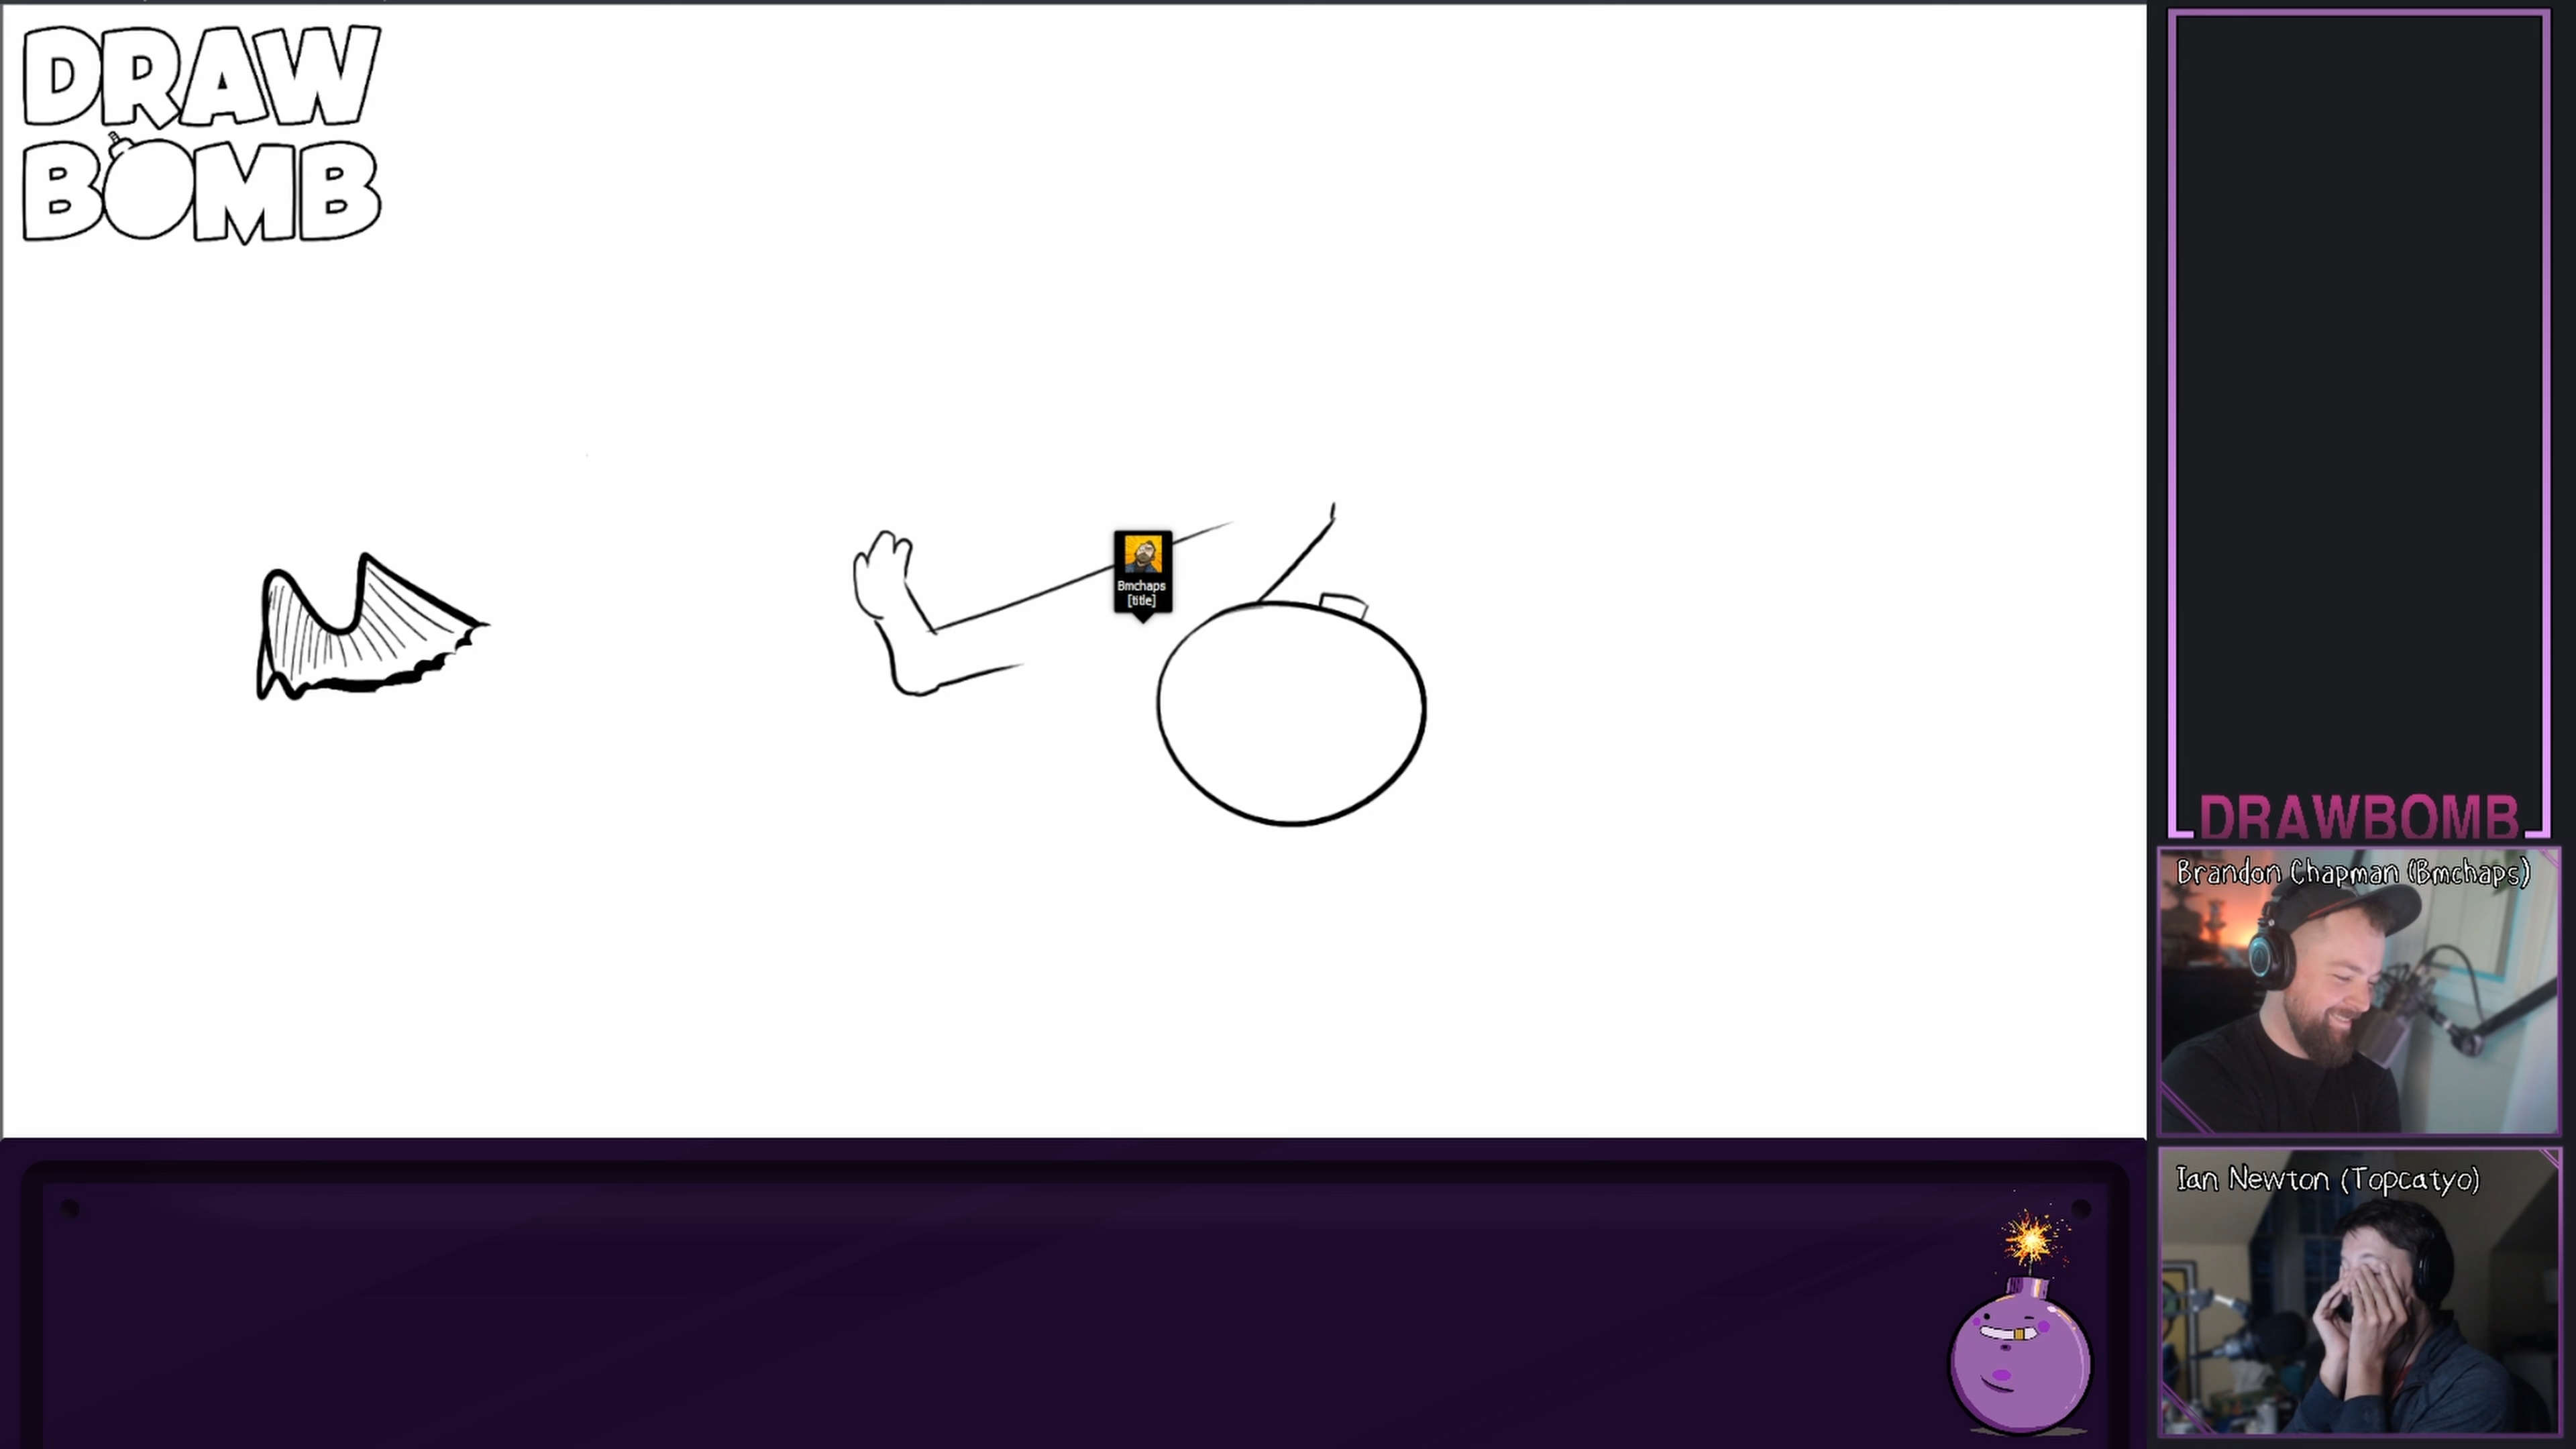 DRAW
BOMB
Bmchaps
[title]
DRAWBOMB
Brandon Chapman (Bmchaps)
Ian Newton (Topcatyo)